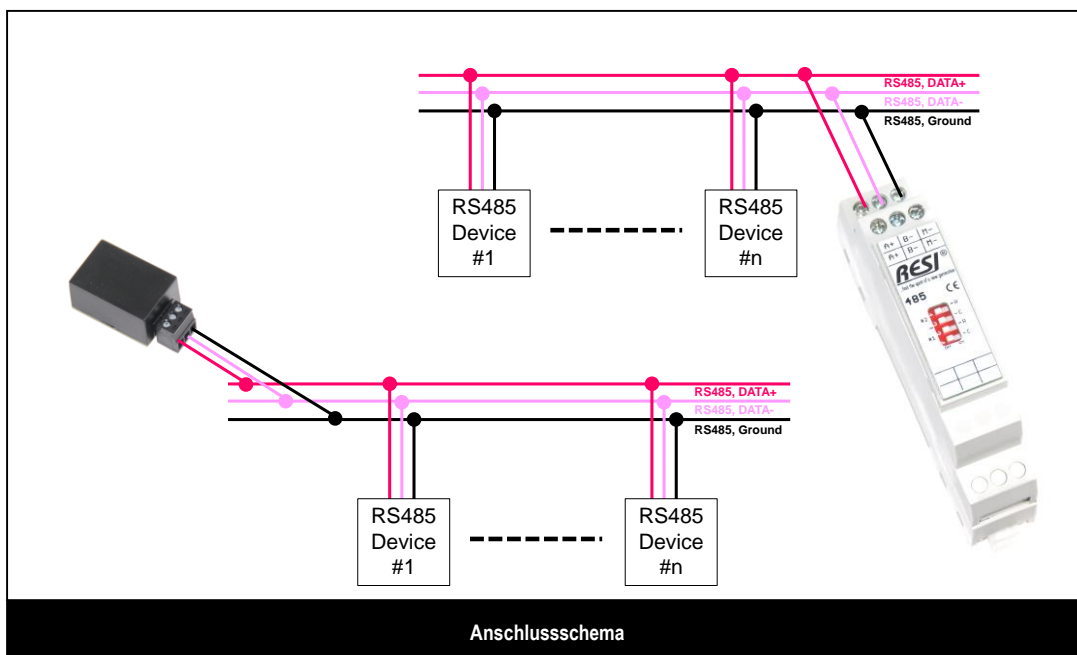 RS485, DATA+
RS485, DATA-
RS485, Ground
RS485
Device
#1
RS485
Device
#n
A+ B- M-
A+ B- M-
RESI®
485 CE
RS485, DATA+
RS485, DATA-
RS485, Ground
RS485
Device
#1
RS485
Device
#n
Anschlussschema